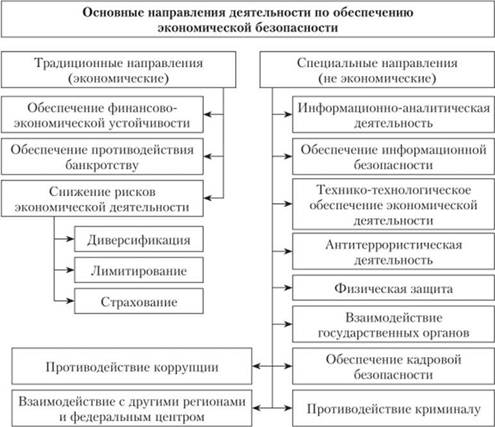 Основные направления деятельности по обеспечению
экономической безопасности
Традиционные направления
(экономические)
Обеспечение финансово-
экономической устойчивости
Обеспечение противодействия
банкротству
Снижение рисков
экономической деятельности
Диверсификация
Лимитирование
Страхование
Специальные направления
(не экономические)
Информационно-аналитическая
деятельность
Обеспечение информационной
безопасности
Технико-технологическое
обеспечение экономической
деятельности
Антитеррористическая
деятельность
Физическая защита
Взаимодействие
государственных органов
Противодействие коррупции
Обеспечение кадровой
безопасности
Взаимодействие с другими регионами
и федеральным центром
Противодействие криминалу